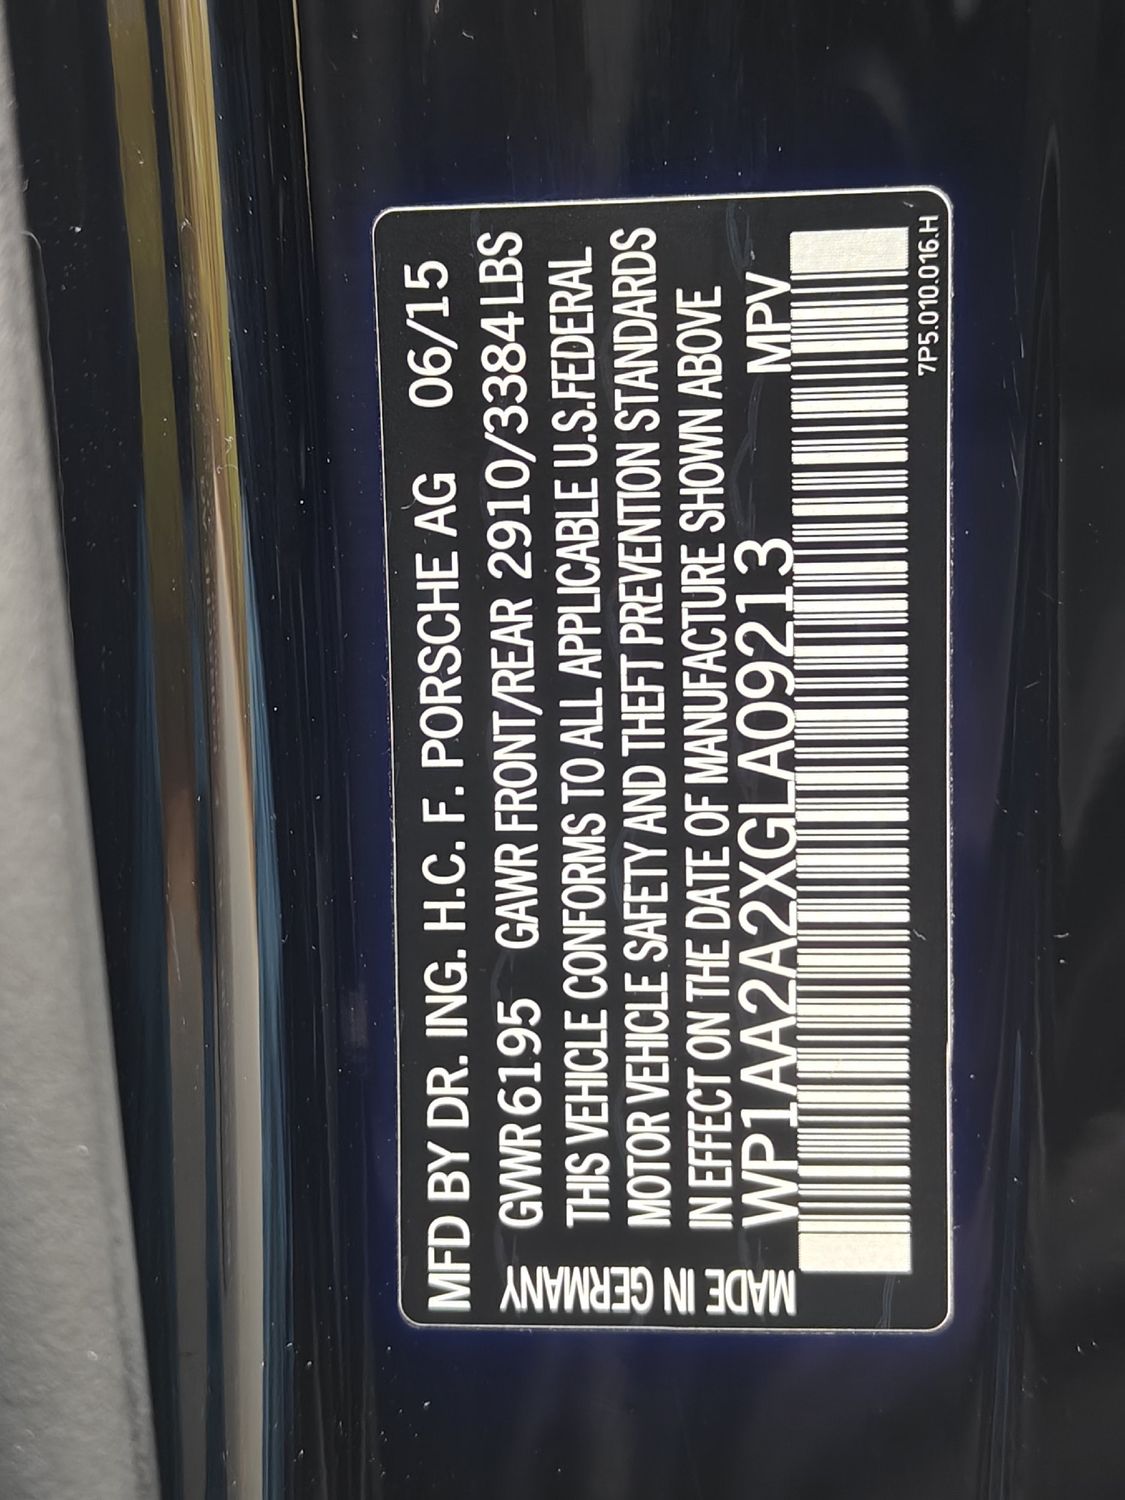 MFD BY DR. ING. H.C. F. PORSCHE AG 06/15
GVWR 6195 GAWR FRONT/REAR 2910/3384LBS
THIS VEHICLE CONFORMS TO ALL APPLICABLE U.S.FEDERAL
MOTOR VEHICLE SAFETY AND THEFT PREVENTION STANDARDS
IN EFFECT ON THE DATE OF MANUFACTURE SHOWN ABOVE
WP1AA2A2XGLA09213 MPV
MADE IN GERMANY
7P5.010.016.H